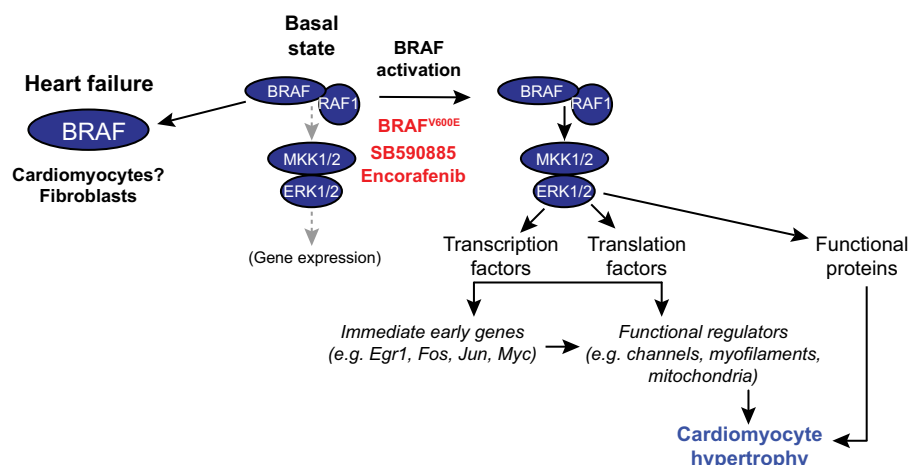 Basal
state
BRAF
activation
Heart failure
BRAF
Cardiomyocytes?
Fibroblasts
BRAF
RAF1
MKK1/2
ERK1/2
(Gene expression)
BRAFV600E
SB590885
Encorafenib
BRAF
RAF1
MKK1/2
ERK1/2
Transcription
factors
Translation
factors
Functional
proteins
Immediate early genes
(e.g. Egr1, Fos, Jun, Myc)
Functional regulators
(e.g. channels, myofilaments,
mitochondria)
Cardiomyocyte
hypertrophy